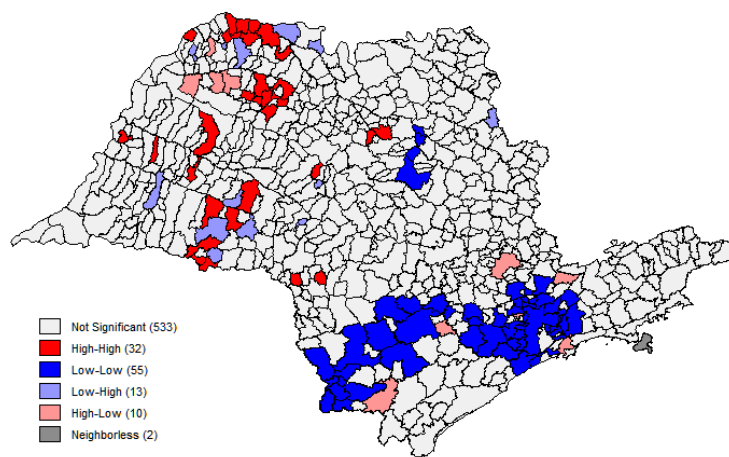 Not Significant (533)
High-High (32)
Low-Low (55)
Low-High (13)
High-Low (10)
Neighborless (2)